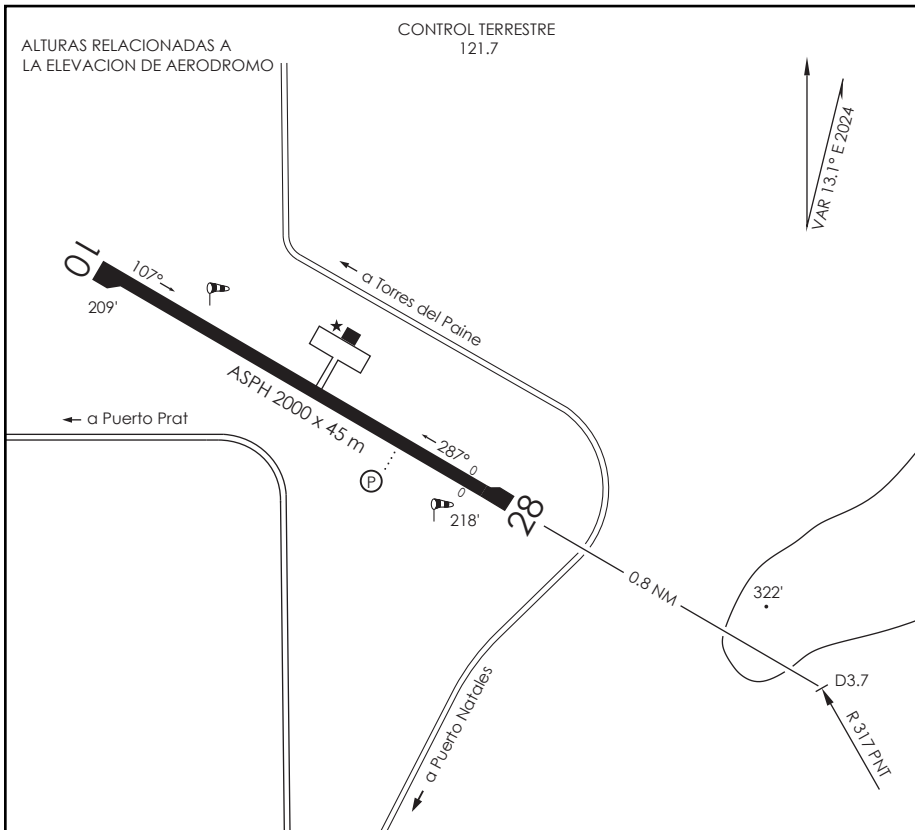 ALTURAS RELACIONADAS A
LA ELEVACION DE AERODROMO
CONTROL TERRESTRE
121.7
VAR 13.1° E 2024
10
107°
209'
a Torres del Paine
ASPH 2000 x 45 m
a Puerto Prat
287°
0
0
P
218'
28
0.8 NM
322'
D3.7
R 317 PNT
a Puerto Natales